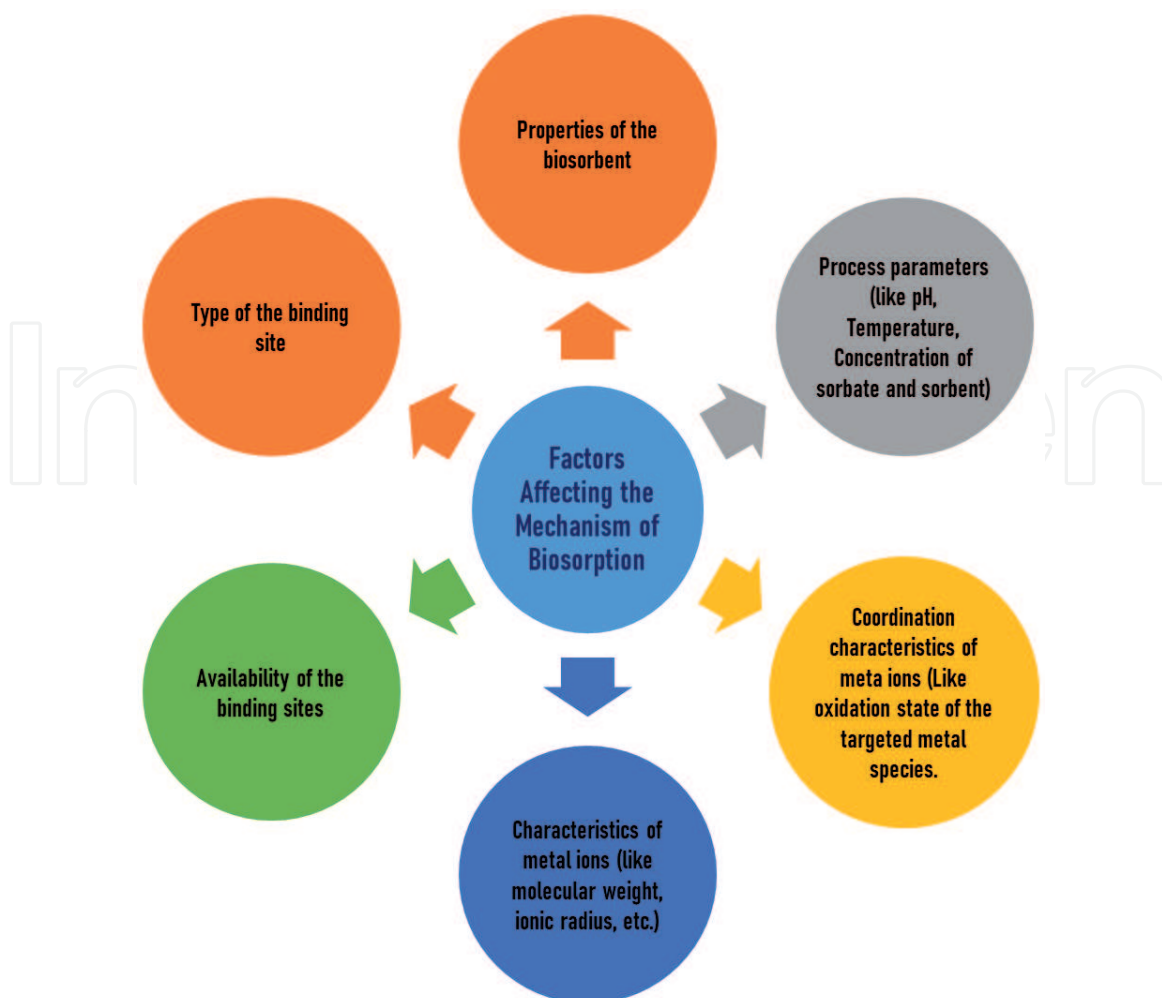 Properties of the
biosorbent
Process parameters
(like pH,
Temperature,
Concentration of
sorbate and sorbent)
Type of the binding
site
Factors
Affecting the
Mechanism of
Biosorption
Coordination
characteristics of
meta ions (Like
oxidation state of the
targeted metal
species.
Availability of the
binding sites
Characteristics of
metal ions (like
molecular weight,
ionic radius, etc.)